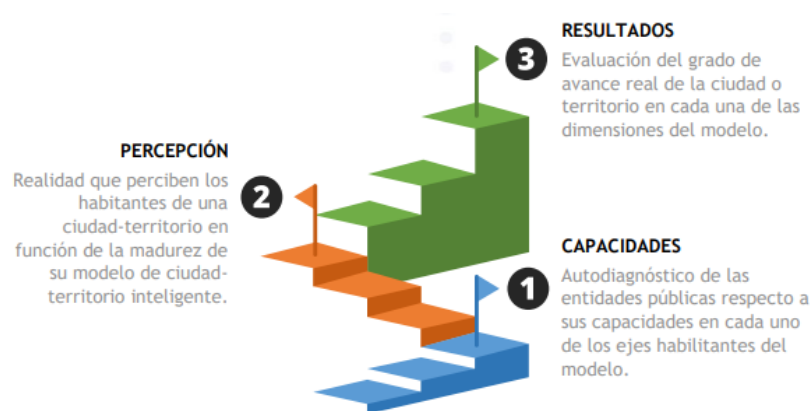 RESULTADOS
3
Evaluación del grado de
avance real de la ciudad o
territorio en cada una de las
dimensiones del modelo.
PERCEPCIÓN
2
Realidad que perciben los
habitantes de una
ciudad-territorio en
función de la madurez de
su modelo de ciudad-
territorio inteligente.
CAPACIDADES
1
Autodiagnóstico de las
entidades públicas respecto a
sus capacidades en cada uno
de los ejes habilitantes del
modelo.